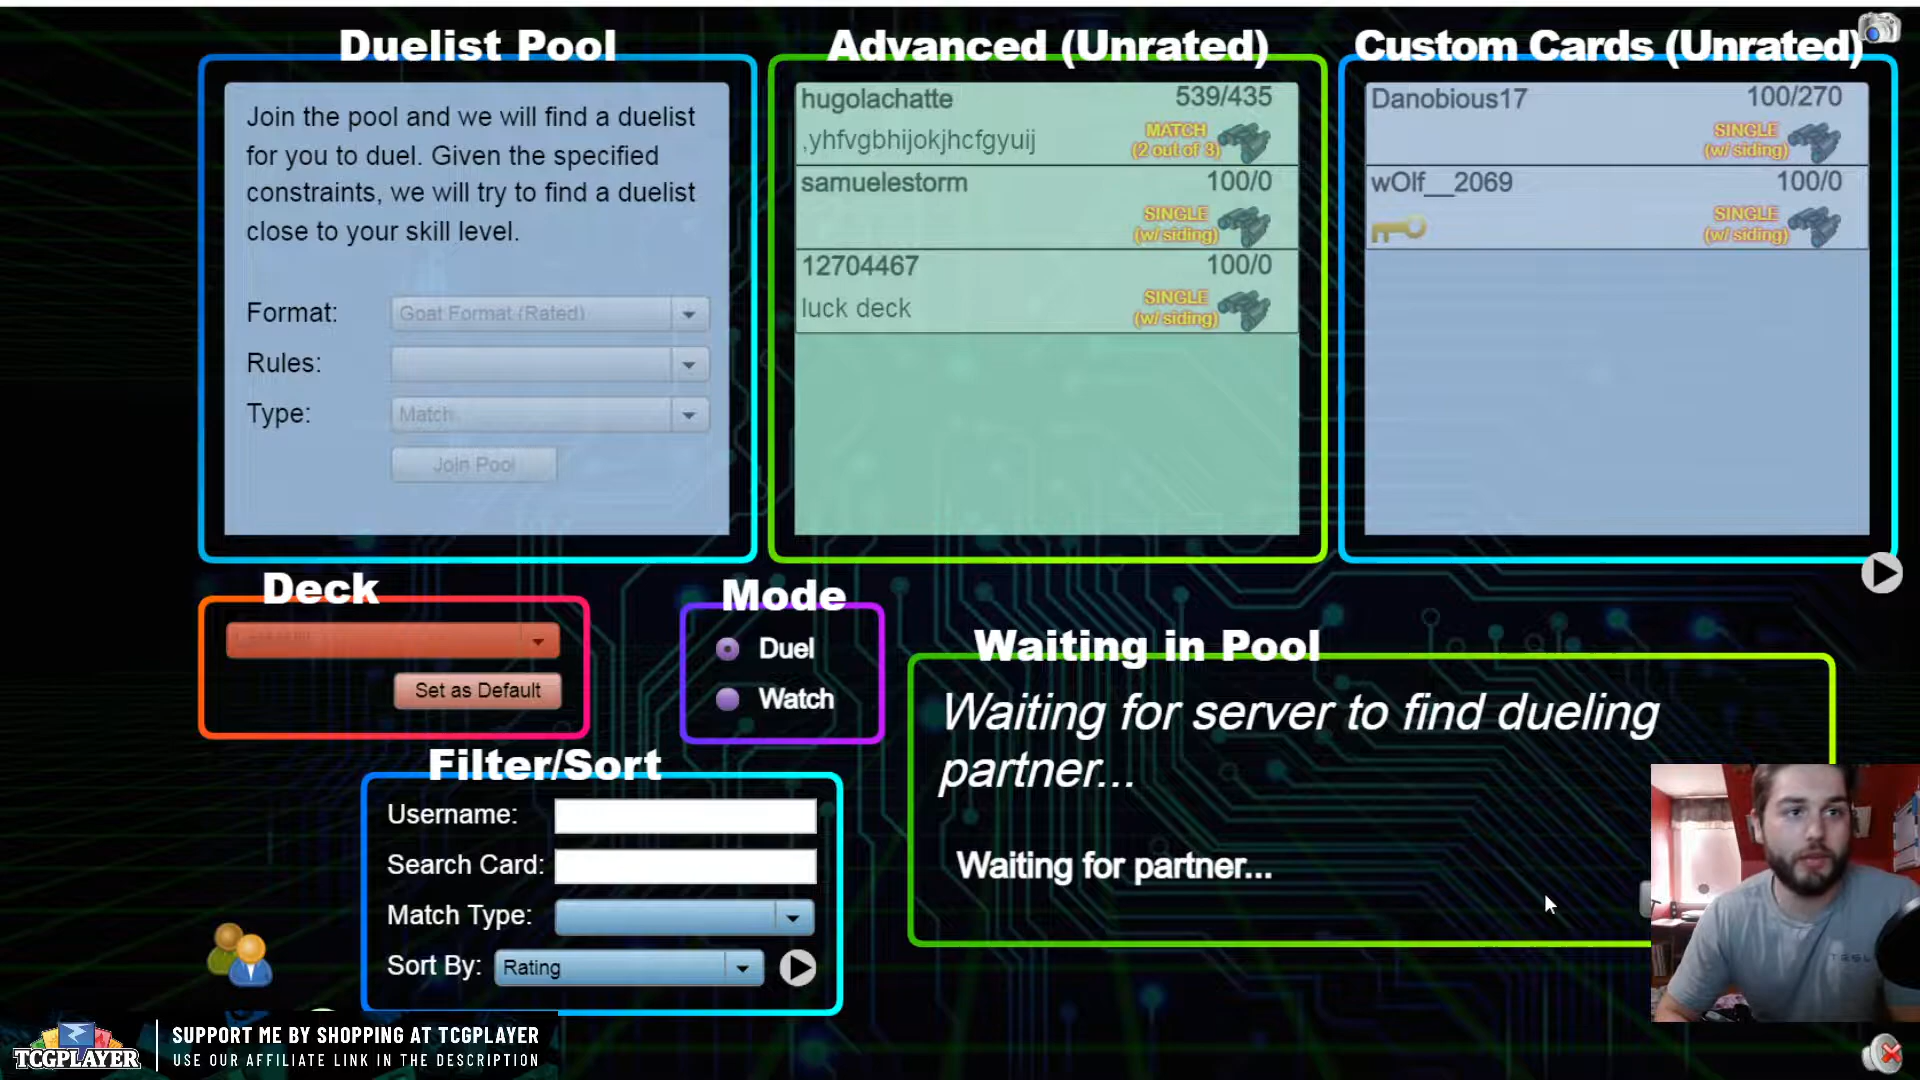 Duelist Pool
Join the pool and we will find a duelist
for you to duel. Given the specified
constraints, we will try to find a duelist
close to your skill level.
Format: Goat Format (Rated)
Rules:
Type: Match
Join Pool
Advanced (Unrated)
hugolachatte 539/435
,yhfvgbhijokjhcfgyuij MATCH
(2 out of 3)
samuelestorm 100/0
SINGLE
(w/ siding)
12704467 100/0
luck deck SINGLE
(w/ siding)
Custom Cards (Unrated)
Danobious17 100/270
SINGLE
(w/ siding)
wOlf__2069 100/0
SINGLE
(w/ siding)
Deck
Set as Default
Mode
Duel
Watch
Waiting in Pool
Waiting for server to find dueling
partner...
Waiting for partner...
Filter/Sort
Username:
Search Card:
Match Type:
Sort By: Rating
TCGPLAYER
SUPPORT ME BY SHOPPING AT TCGPLAYER
USE OUR AFFILIATE LINK IN THE DESCRIPTION